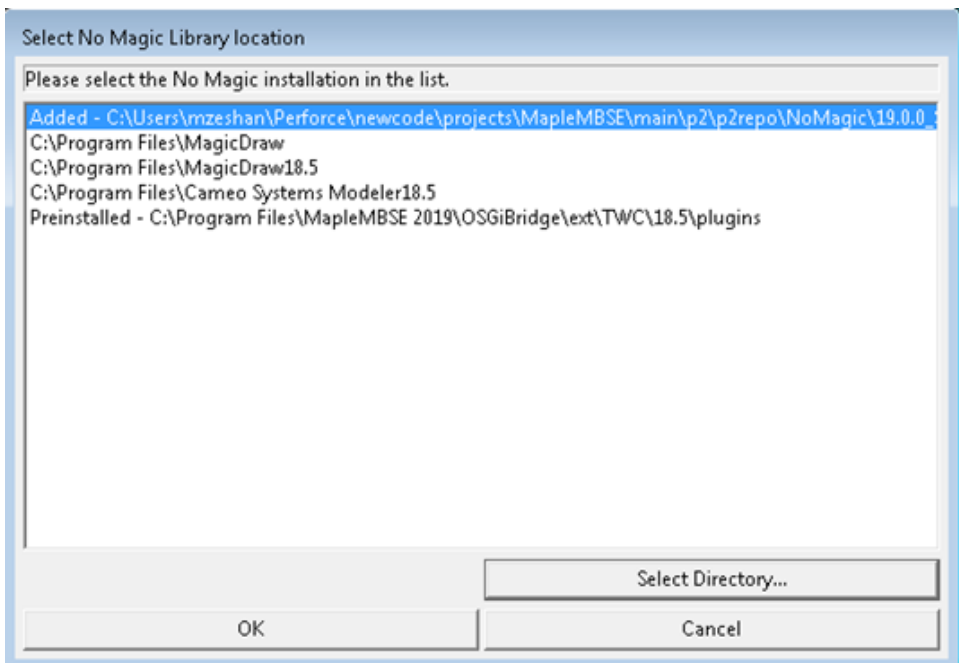 Select No Magic Library location
Please select the No Magic installation in the list.
Added - C:\Users\mzeshan\Perforce\newcode\projects\MapleMBSE\main\p2\p2repo\NoMagic\19.0.0_
C:\Program Files\MagicDraw
C:\Program Files\MagicDraw18.5
C:\Program Files\Cameo Systems Modeler18.5
Preinstalled - C:\Program Files\MapleMBSE 2019\OSGiBridge\ext\TWC\18.5\plugins
Select Directory...
OK
Cancel